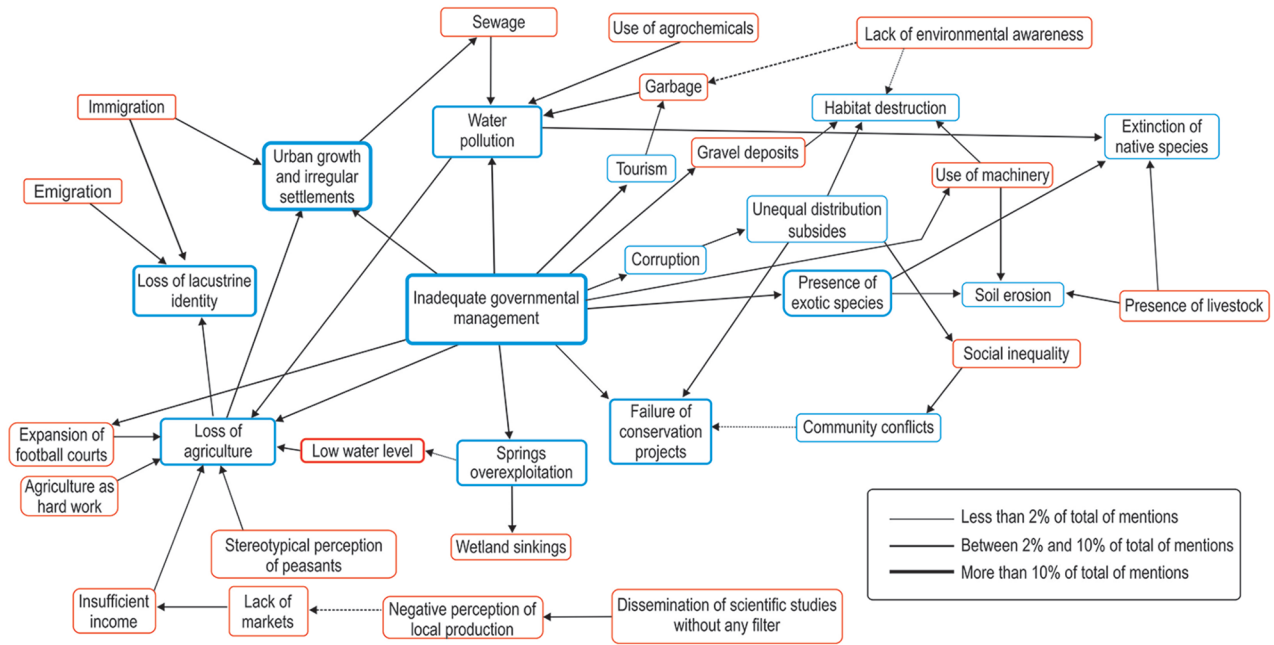 Sewage
Use of agrochemicals
Lack of environmental awareness
Immigration
Garbage
Habitat destruction
Water
pollution
Extinction of
native species
Urban growth
and irregular
settlements
Gravel deposits
Tourism
Use of machinery
Emigration
Unequal distribution
subsides
Corruption
Loss of lacustrine
identity
Inadequate governmental
management
Presence of
exotic species
Soil erosion
Presence of livestock
Social inequality
Expansion of
football courts
Loss of
agriculture
Low water level
Springs
overexploitation
Failure of
conservation
projects
Community conflicts
Agriculture as
hard work
Stereotypical perception
of peasants
Wetland sinkings
Less than 2% of total of mentions
Between 2% and 10% of total of mentions
More than 10% of total of mentions
Insufficient
income
Lack of
markets
Negative perception of
local production
Dissemination of scientific studies
without any filter